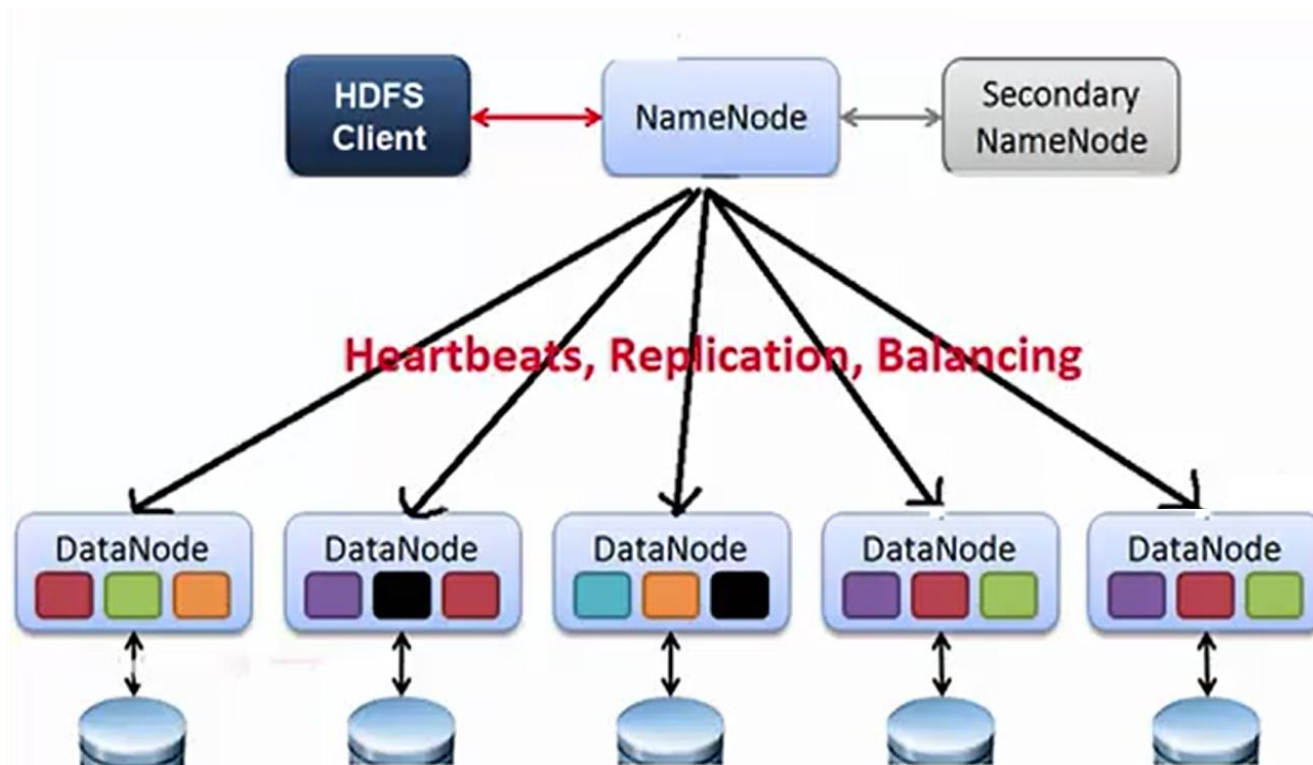 HDFS
Client
NameNode
Secondary
NameNode
Heartbeats, Replication, Balancing
DataNode
DataNode
DataNode
DataNode
DataNode